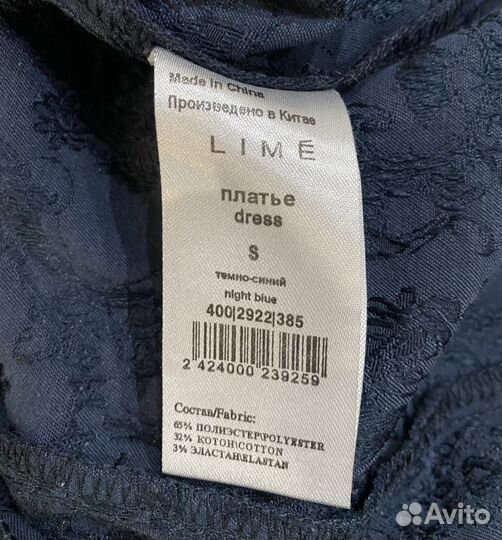 Made in China
Произведено в Китае
LIMÉ
платье
dress
S
темно-синий
night blue
400|2922|385
2 424000 239259
Состав/Fabric:
65% ПОЛИЭСТЕР\POLYESTER
32% КОТОН\COTTON
3% ЭЛАСТАН\ELASTAN
Avito